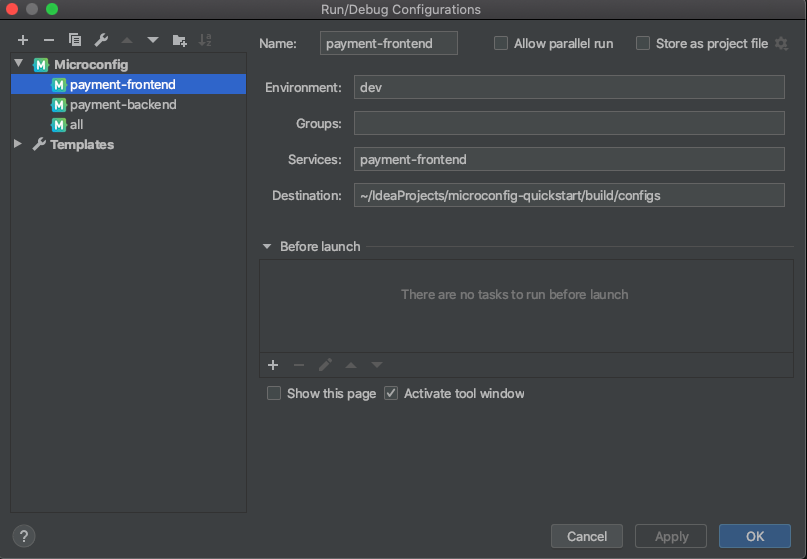 Run/Debug Configurations
Name: payment-frontend Allow parallel run Store as project file
Microconfig
payment-frontend
payment-backend
all
Templates
Environment: dev
Groups:
Services: payment-frontend
Destination: ~/IdeaProjects/microconfig-quickstart/build/configs
Before launch
There are no tasks to run before launch
Show this page Activate tool window
? Cancel Apply OK